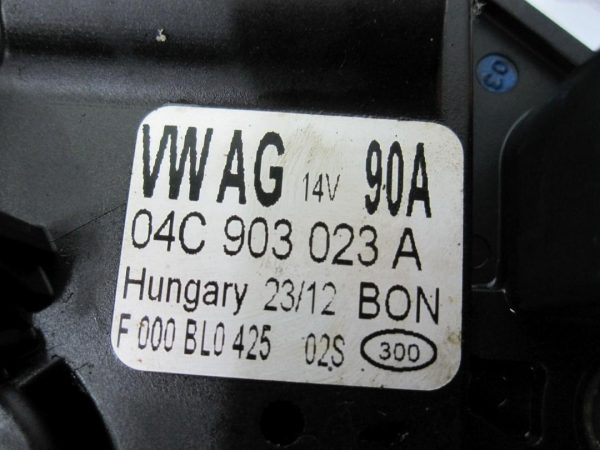 VW AG 14V 90A
04C 903 023 A
Hungary 23/12 BON
F 000 BL0 425 02S 300
03